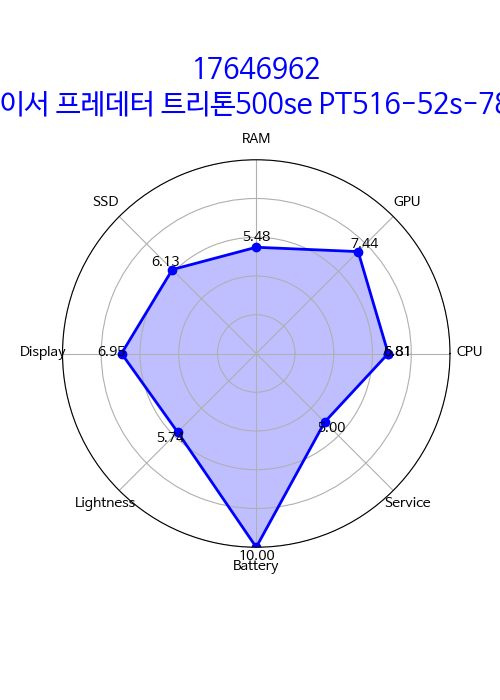 17646962
이서 프레데터 트리톤500se PT516-52s-78
RAM
SSD
GPU
5.48
7.44
6.13
Display
6.95
6.81
CPU
5.74
5.00
Lightness
Service
10.00
Battery